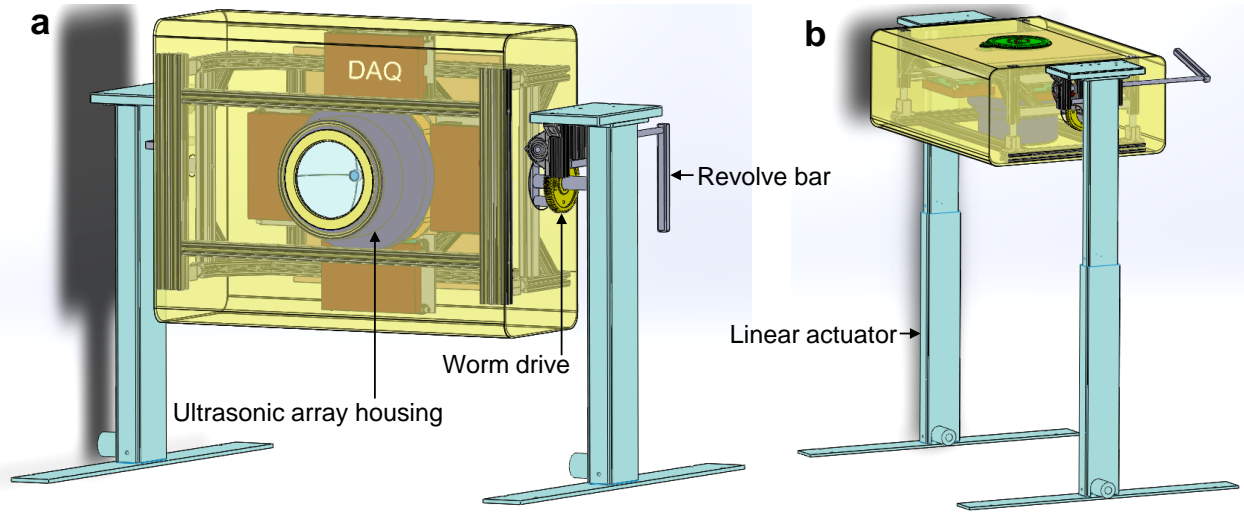 a
b
DAQ
Revolve bar
Linear actuator
Worm drive
Ultrasonic array housing